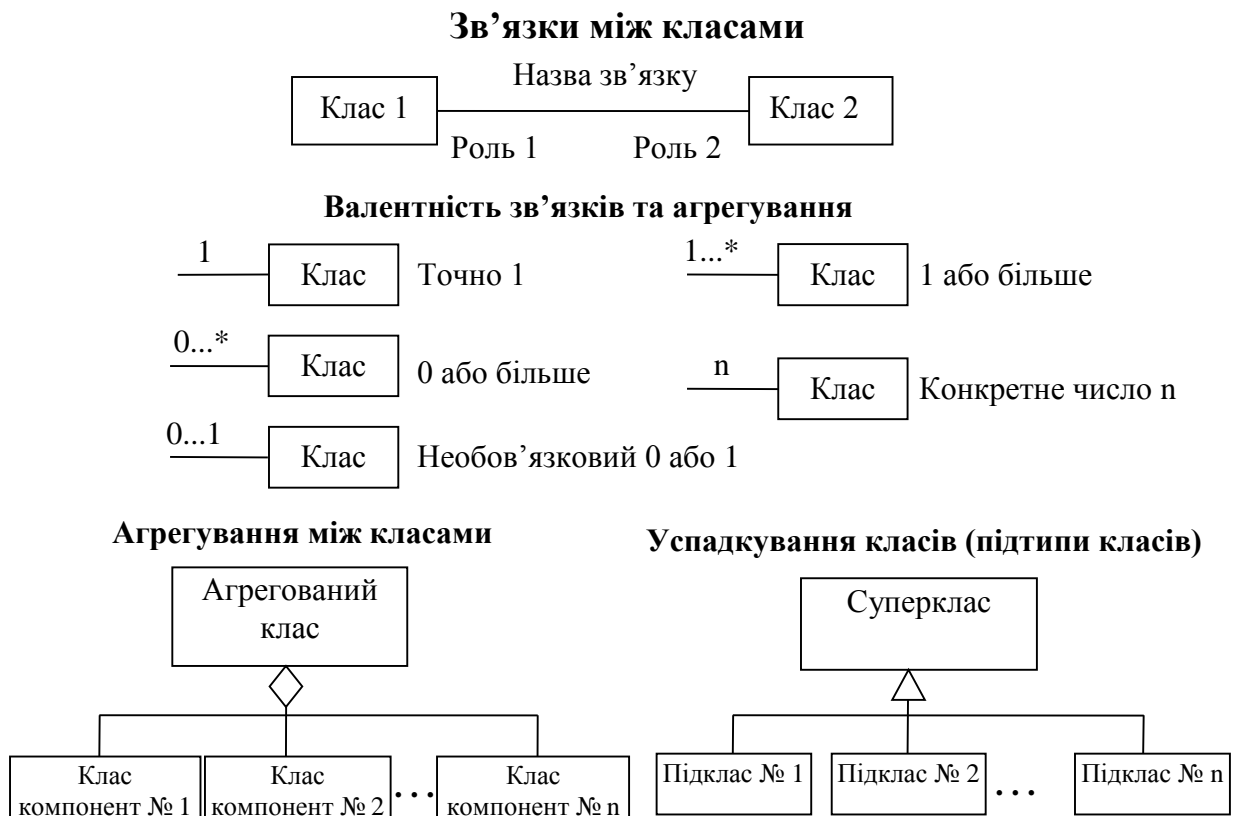 Зв’язки між класами
Назва зв’язку
Клас 1
Клас 2
Роль 1
Роль 2
Валентність зв’язків та агрегування
1
Клас
Точно 1
1...*
Клас
1 або більше
0...*
Клас
0 або більше
n
Клас
Конкретне число n
0...1
Клас
Необов’язковий 0 або 1
Агрегування між класами
Агрегований
клас
Клас
компонент № 1
Клас
компонент № 2
...
Клас
компонент № n
Успадкування класів (підтипи класів)
Суперклас
Підклас № 1
Підклас № 2
...
Підклас № n